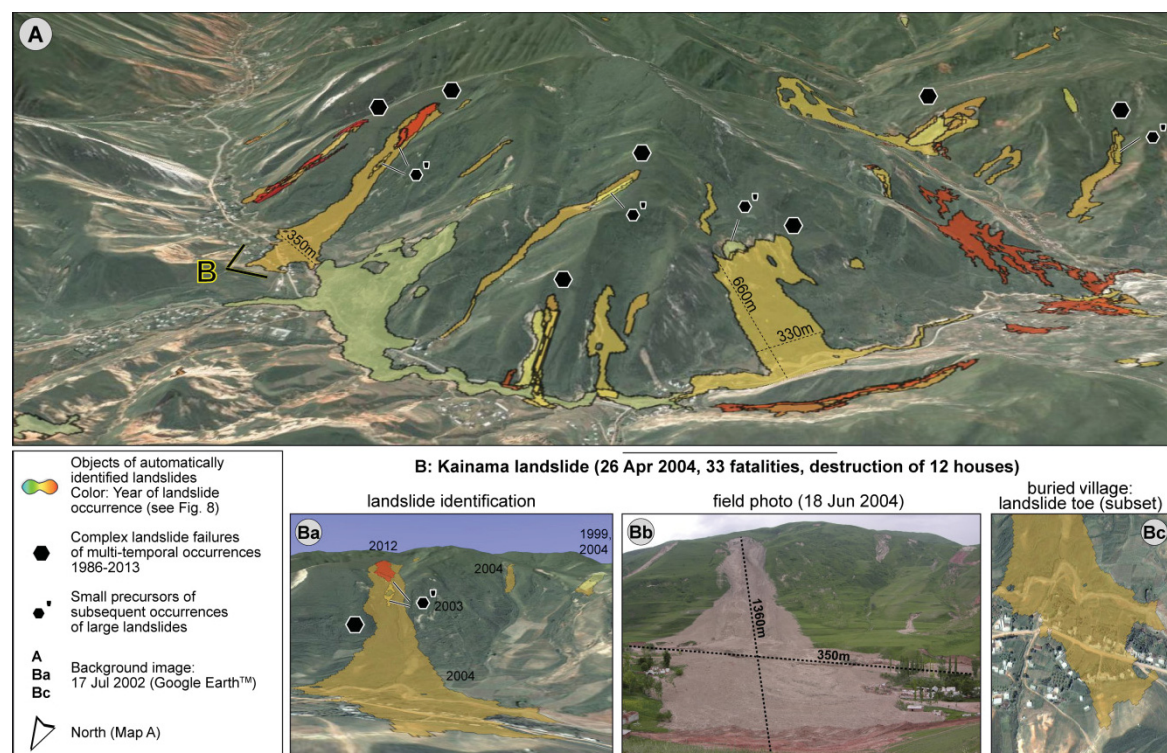 A
350m
B
660m
330m
Objects of automatically
identified landslides
Color: Year of landslide
occurrence (see Fig. 8)
Complex landslide failures
of multi-temporal occurrences
1986-2013
Small precursors of
subsequent occurrences
of large landslides
A
Ba
Bc
Background image:
17 Jul 2002 (Google Earth™)
North (Map A)
B: Kainama landslide (26 Apr 2004, 33 fatalities, destruction of 12 houses)
landslide identification
Ba
2012
1999,
2004
2004
2003
2004
field photo (18 Jun 2004)
Bb
1360m
350m
buried village:
landslide toe (subset)
Bc